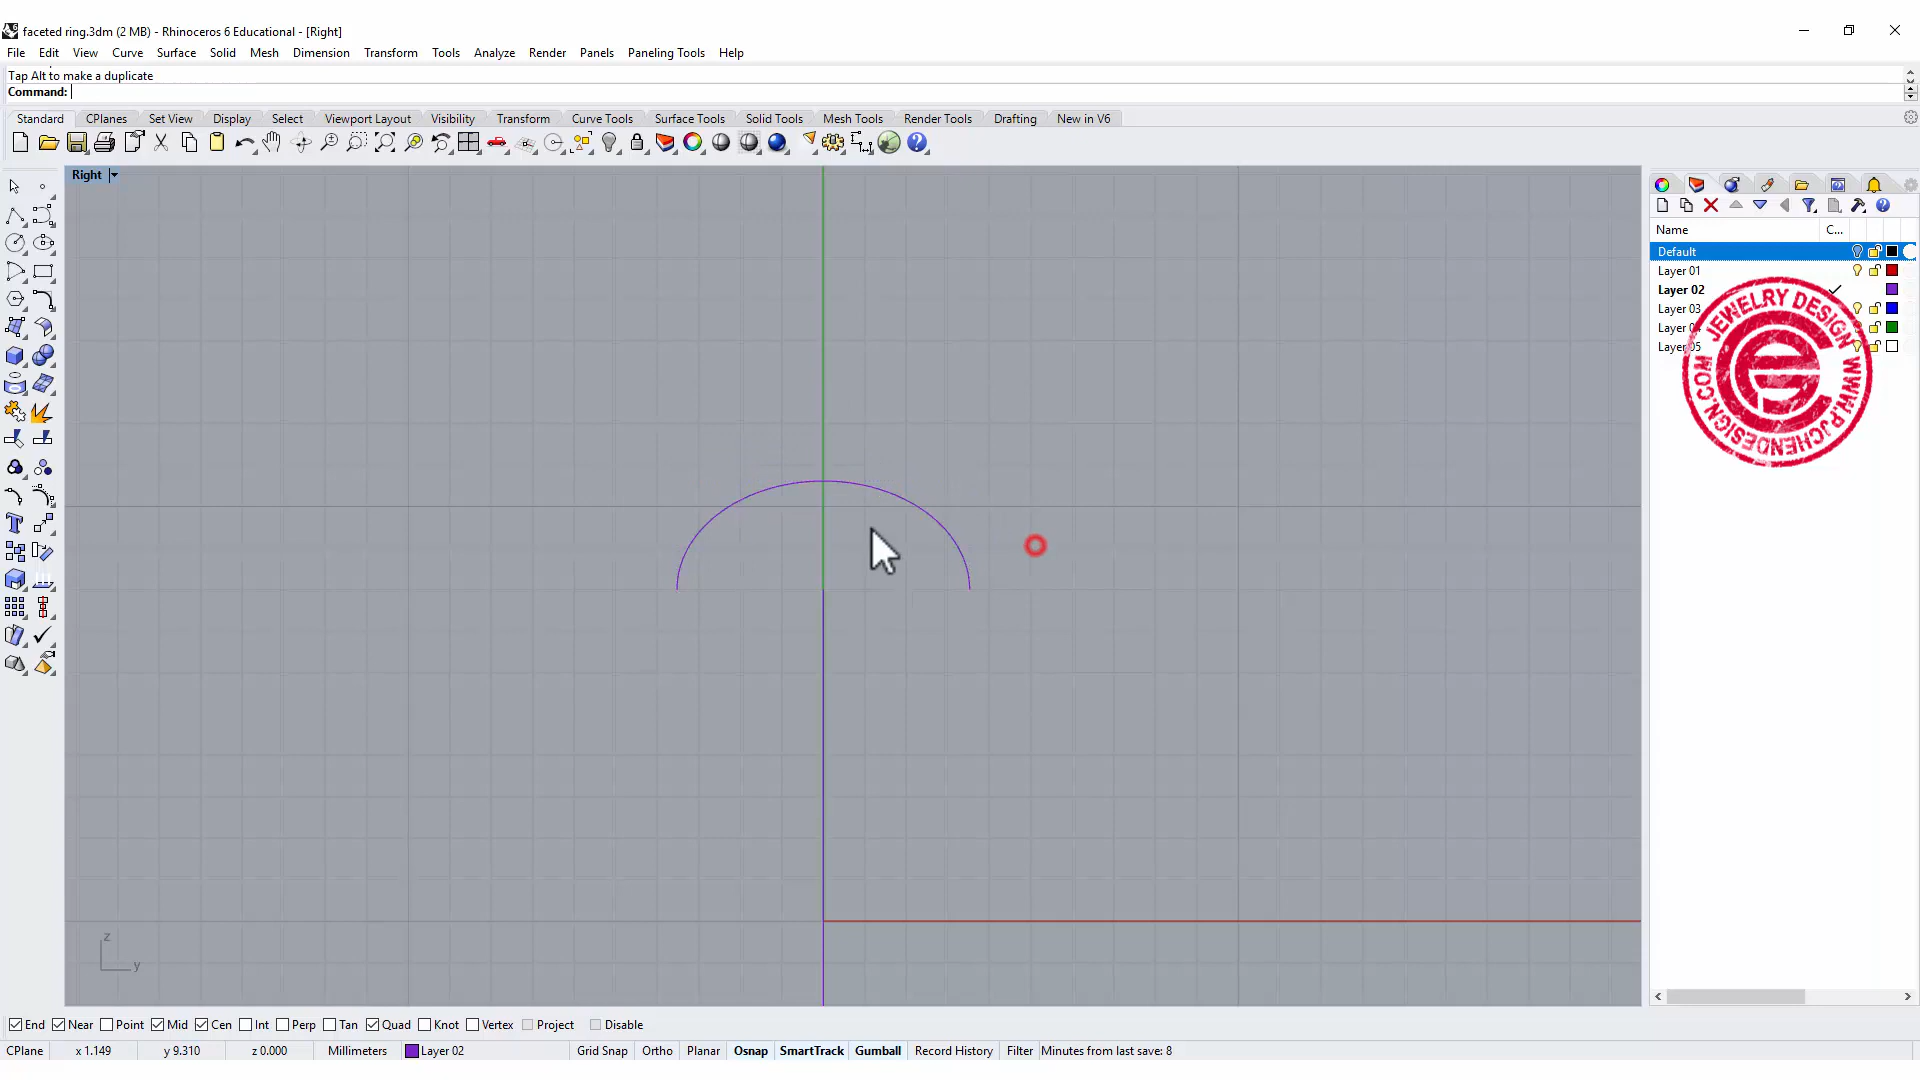 faceted ring.3dm (2 MB) - Rhinoceros 6 Educational - [Right]
File Edit View Curve Surface Solid Mesh Dimension Transform Tools Analyze Render Panels Paneling Tools Help
Tap Alt to make a duplicate
Command:
Standard CPlanes Set View Display Select Viewport Layout Visibility Transform Curve Tools Surface Tools Solid Tools Mesh Tools Render Tools Drafting New in V6
Right
Name C...
Default
Layer 01
Layer 02
Layer 03
JEWELRY DESIGN WWW.PJCHENDESIGN.COM
z
y
End Near Point Mid Cen Int Perp Tan Quad Knot Vertex Project Disable
CPlane x 1.149 y 9.310 z 0.000 Millimeters Layer 02 Grid Snap Ortho Planar Osnap SmartTrack Gumball Record History Filter Minutes from last save: 8